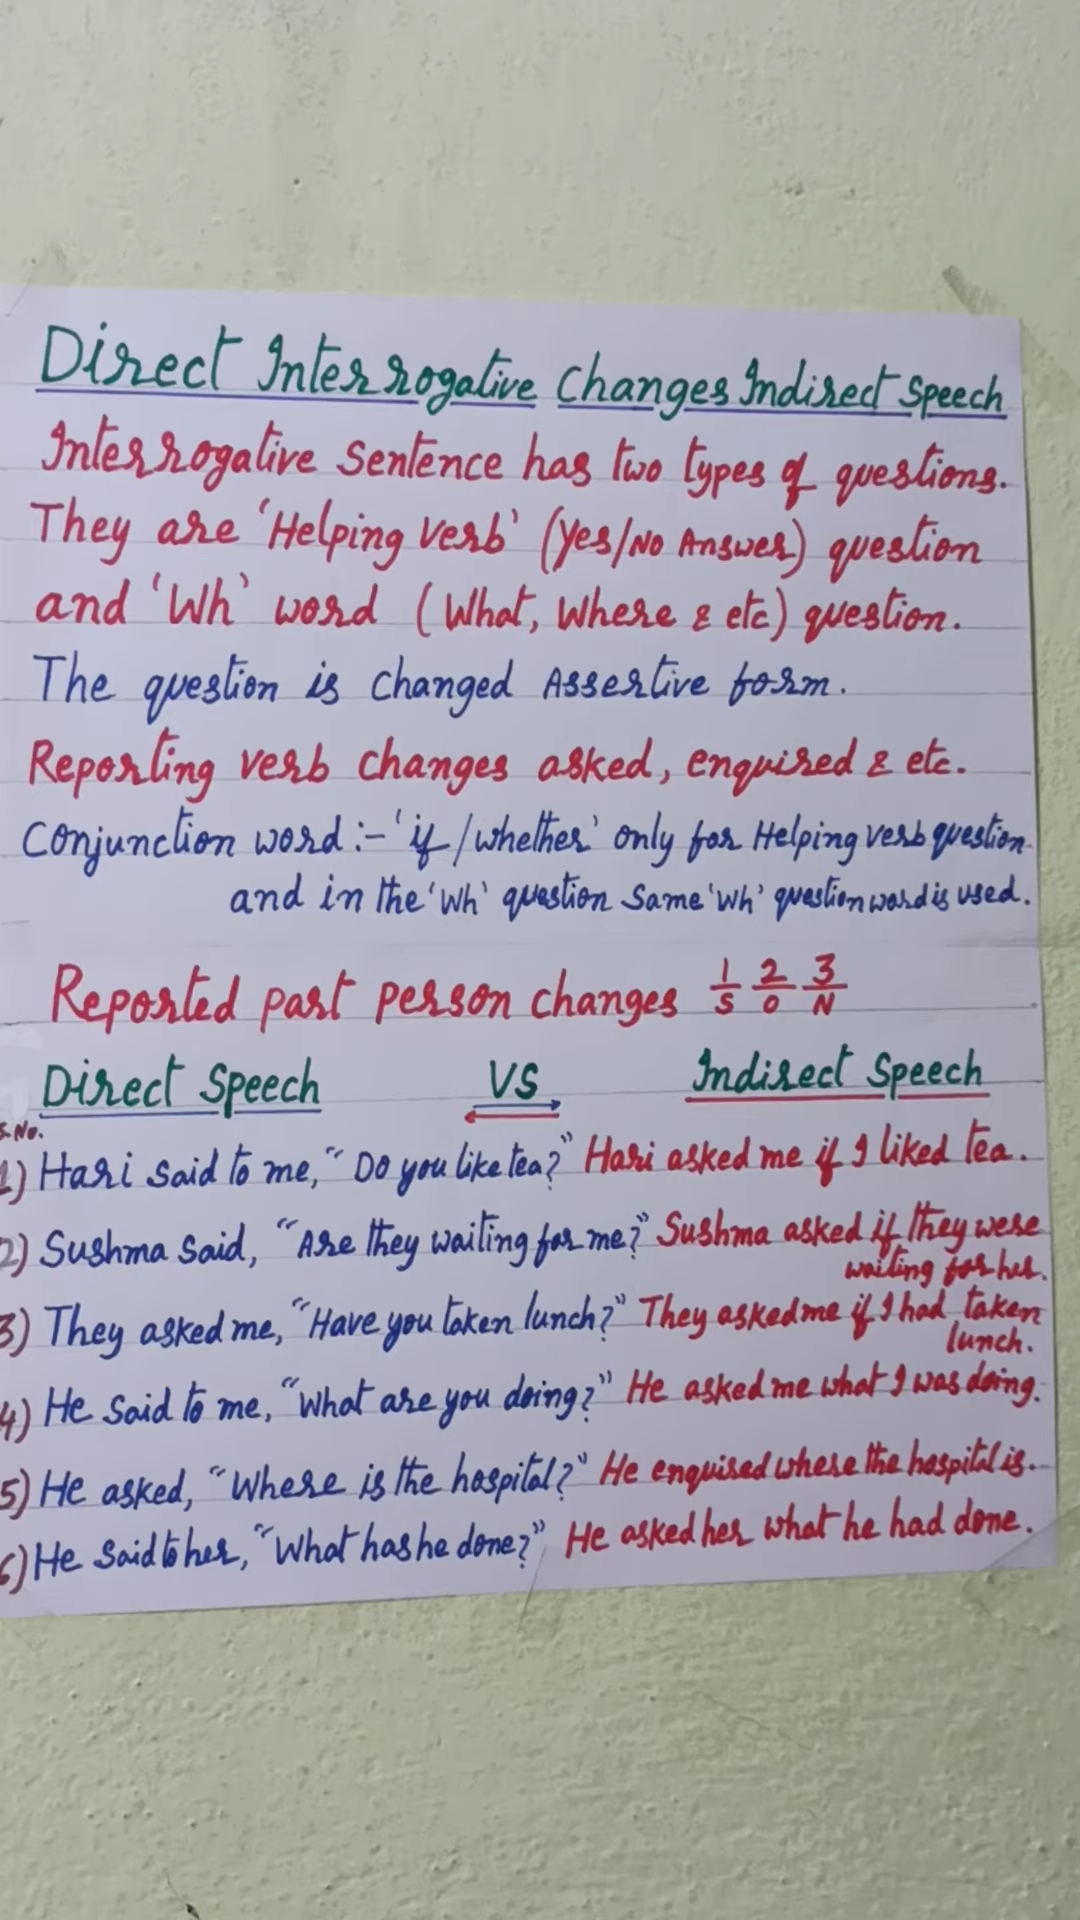 Direct Interrogative Changes Indirect Speech
Interrogative Sentence has two types of questions.
They are 'Helping verb' (Yes/No Answer) question
and 'Wh' word (What, Where & etc) question.
The question is changed Assertive form.
Reporting verb changes asked, enquired & etc.
Conjunction word :- 'if/whether' only for Helping verb question
and in the 'Wh' question Same 'Wh' question word is used.
Reported part person changes 1/S 2/O 3/N
Direct Speech VS Indirect Speech
S.No.
1) Hari Said to me, "Do you like tea?" Hari asked me if I liked tea.
2) Sushma Said, "Are they waiting for me?" Sushma asked if they were
waiting for her.
3) They asked me, "Have you taken lunch?" They asked me if I had taken
lunch.
4) He Said to me, "What are you doing?" He asked me what I was doing.
5) He asked, "Where is the hospital?" He enquired where the hospital is.
6) He Said to her, "What has he done?" He asked her what he had done.